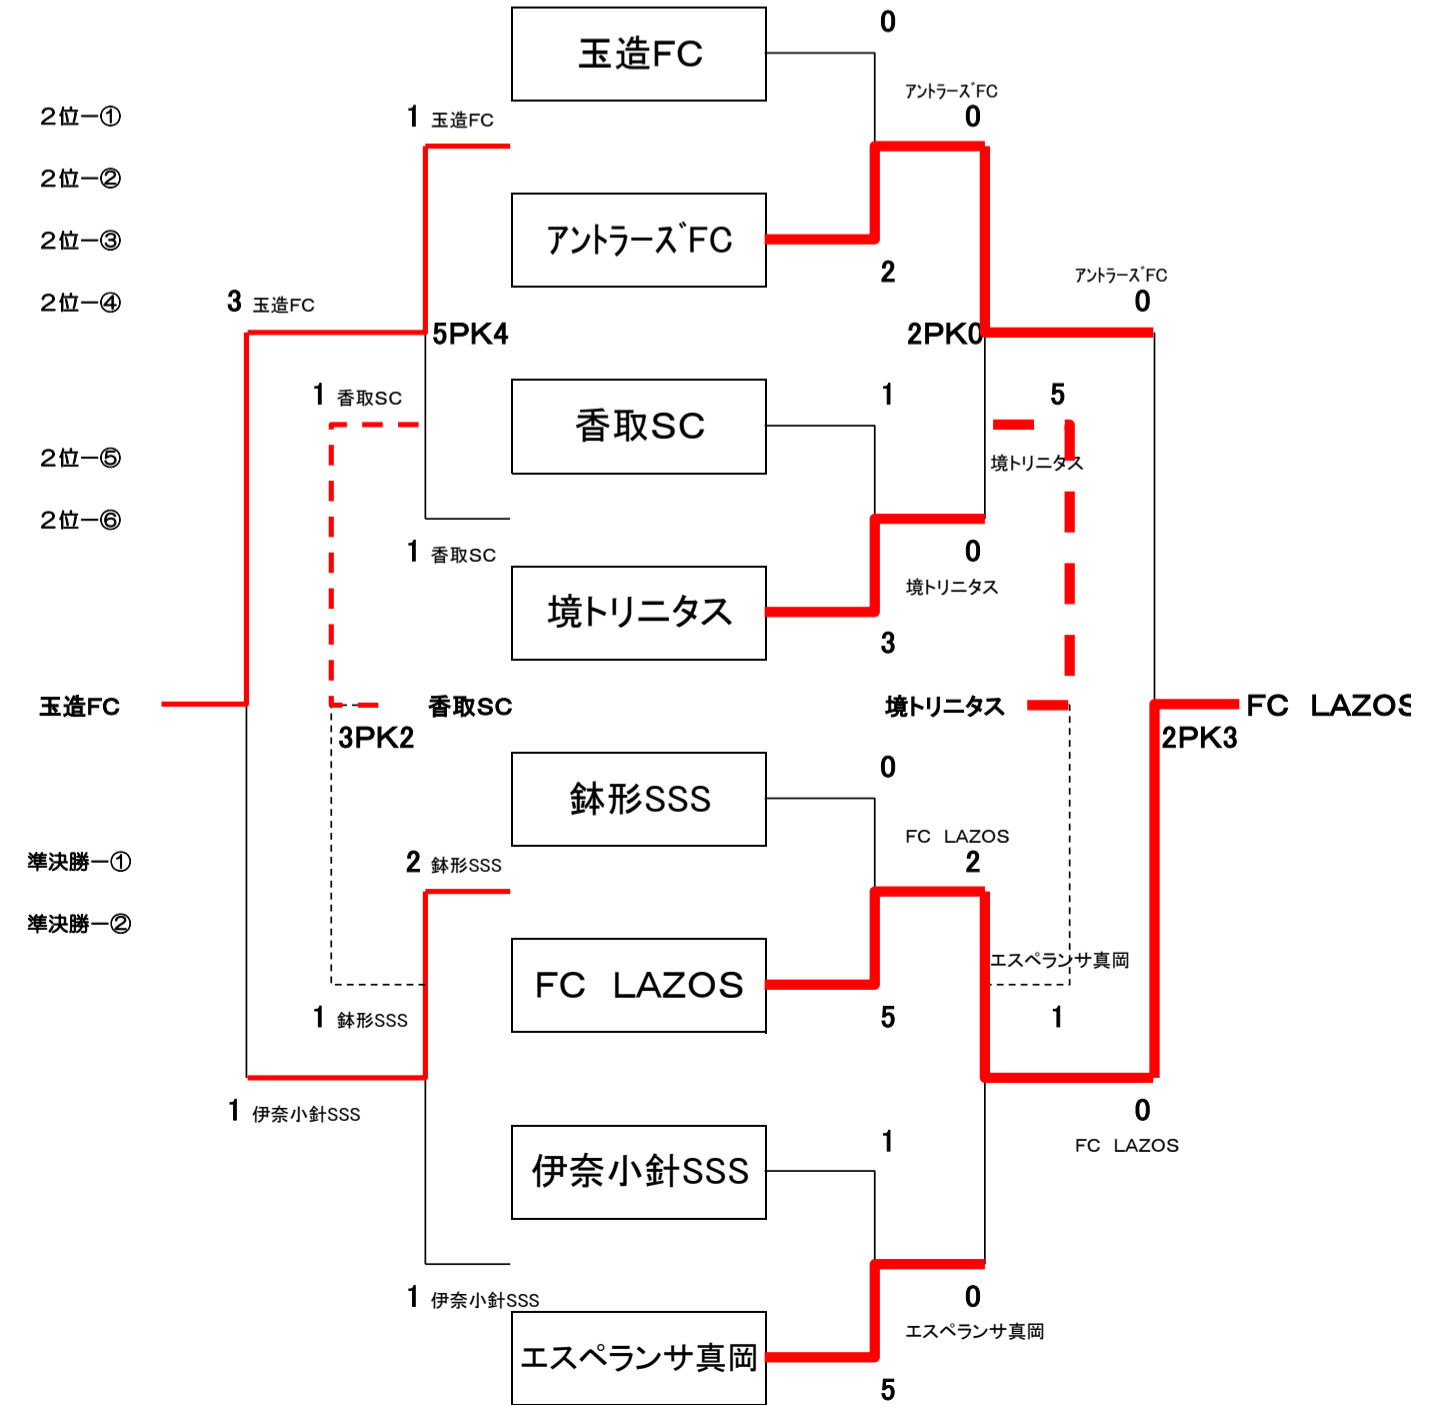 0
玉造FC
アントラーズFC
2位ー①
1 玉造FC
0
2位ー②
2位ー③
アントラーズFC
2
アントラーズFC
2位ー④
3 玉造FC
0
5PK4
2PK0
1 香取SC
1
5
香取SC
2位ー⑤
境トリニタス
2位ー⑥
1 香取SC
0
境トリニタス
境トリニタス
3
玉造FC
香取SC
境トリニタス
FC LAZOS
3PK2
2PK3
0
鉢形SSS
FC LAZOS
準決勝ー①
2 鉢形SSS
2
準決勝ー②
エスペランサ真岡
FC LAZOS
1 鉢形SSS
5
1
1 伊奈小針SSS
0
1
FC LAZOS
伊奈小針SSS
1 伊奈小針SSS
0
エスペランサ真岡
エスペランサ真岡
5